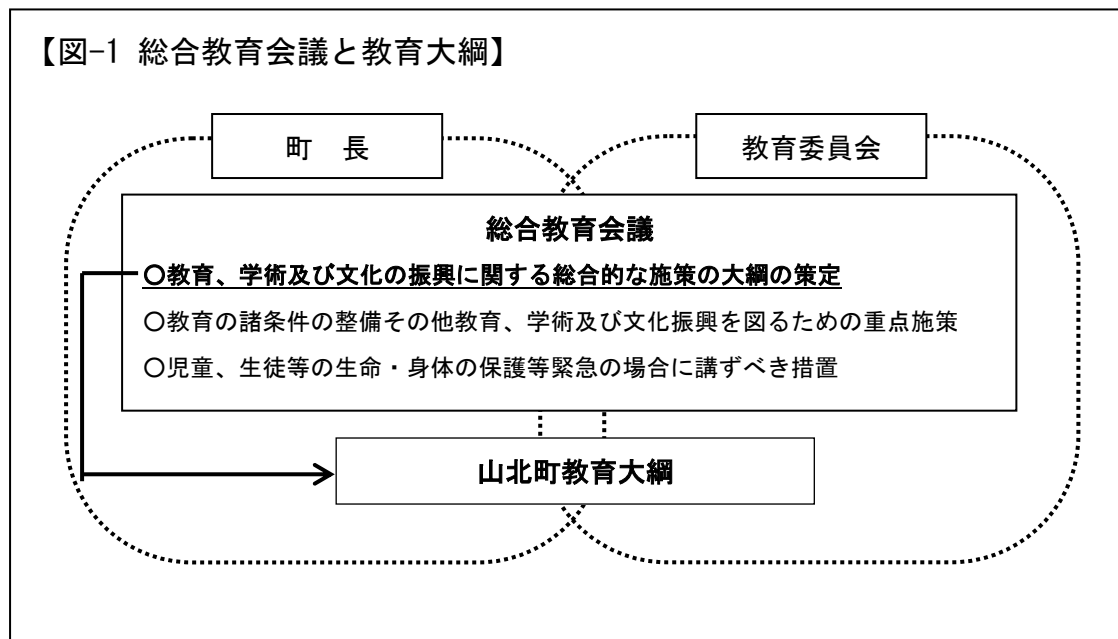 【図-1 総合教育会議と教育大綱】
町　長
教育委員会
総合教育会議
○教育、学術及び文化の振興に関する総合的な施策の大綱の策定
○教育の諸条件の整備その他教育、学術及び文化振興を図るための重点施策
○児童、生徒等の生命・身体の保護等緊急の場合に講ずべき措置
山北町教育大綱